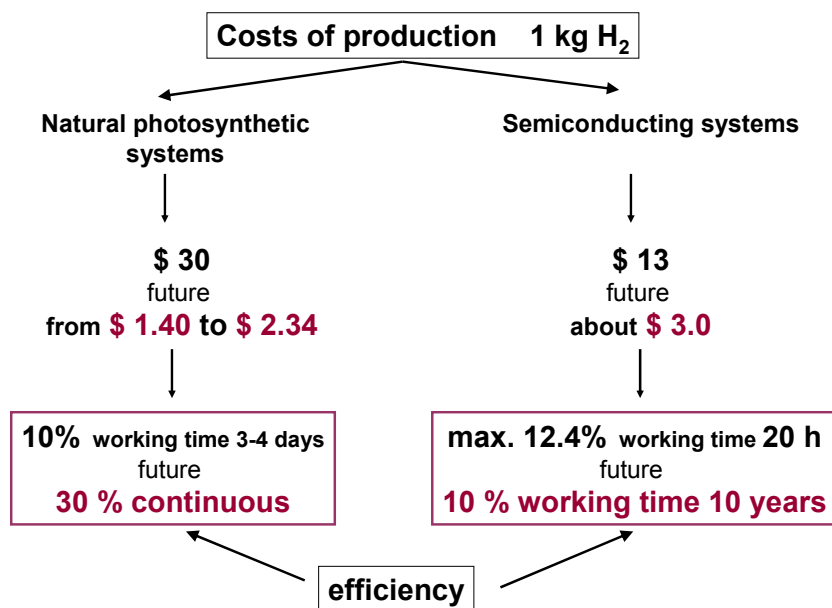 Costs of production 1 kg H₂
Natural photosynthetic
systems
$ 30
future
from $ 1.40 to $ 2.34
10% working time 3-4 days
future
30 % continuous
Semiconducting systems
$ 13
future
about $ 3.0
max. 12.4% working time 20 h
future
10 % working time 10 years
efficiency